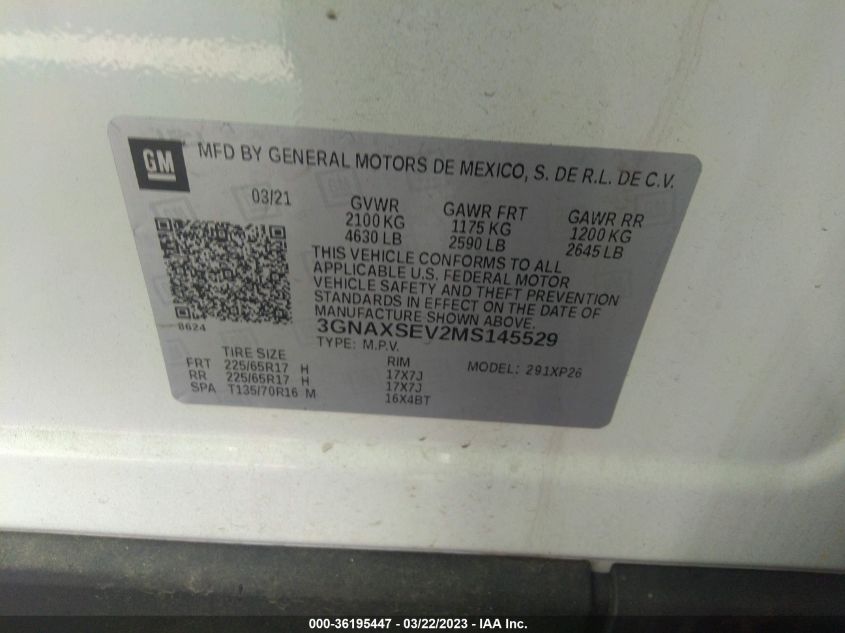 GM
MFD BY GENERAL MOTORS DE MEXICO, S. DE R.L. DE C.V.
03/21
GVWR
2100 KG
4630 LB
GAWR FRT
1175 KG
2590 LB
GAWR RR
1200 KG
2645 LB
THIS VEHICLE CONFORMS TO ALL
APPLICABLE U.S. FEDERAL MOTOR
VEHICLE SAFETY AND THEFT PREVENTION
STANDARDS IN EFFECT ON THE DATE OF
MANUFACTURE SHOWN ABOVE.
8624
3GNAXSEV2MS145529
TYPE: M.P.V.
MODEL: 291XP26
TIRE SIZE
RIM
FRT 225/65R17 H 17X7J
RR 225/65R17 H 17X7J
SPA T135/70R16 M 16X4BT
000-36195447 - 03/22/2023 - IAA Inc.